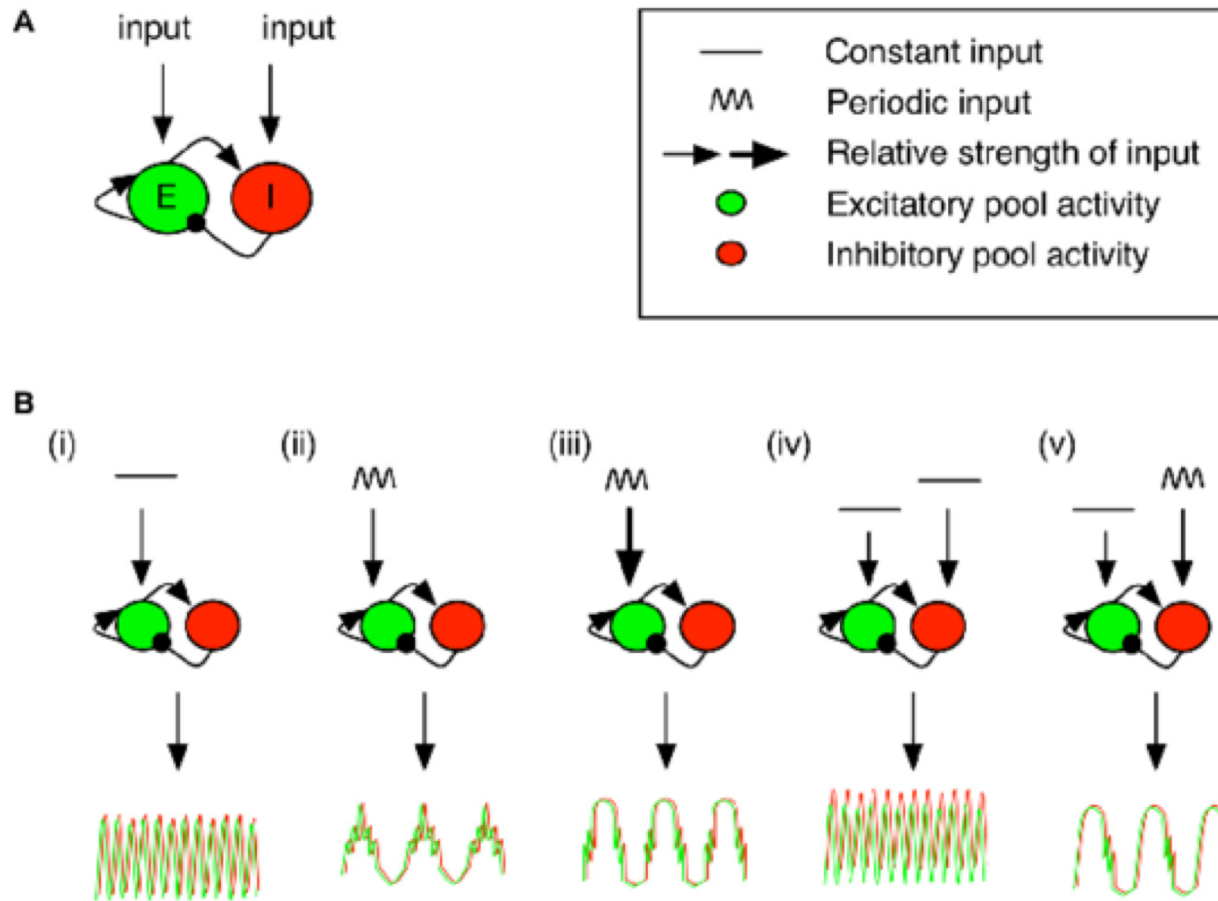 A
input input
E I
Constant input
Periodic input
Relative strength of input
Excitatory pool activity
Inhibitory pool activity
B
(i) (ii) (iii) (iv) (v)